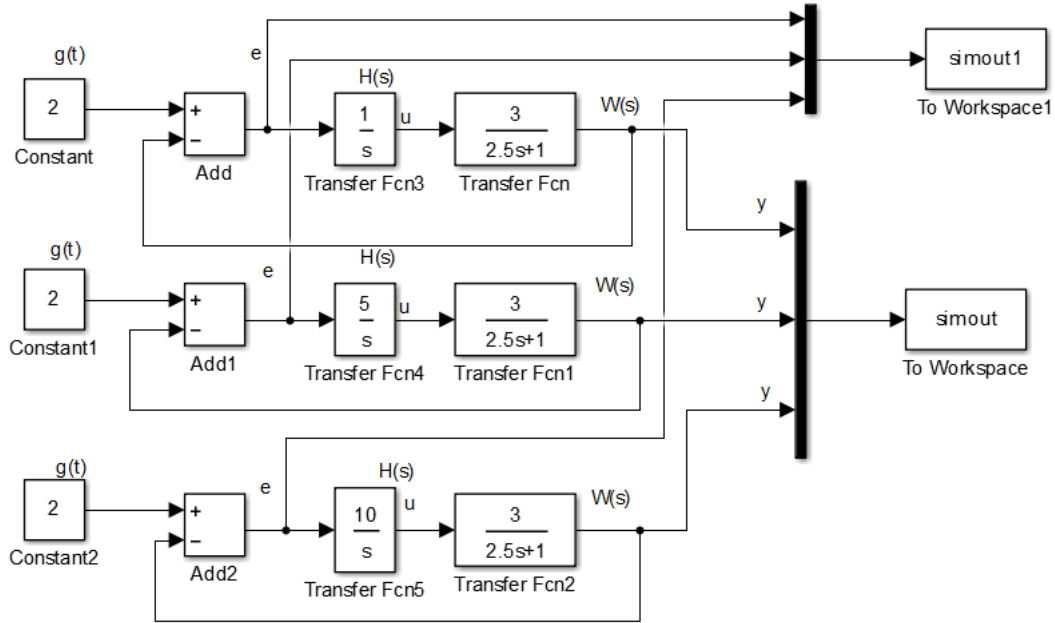 g(t)
2
Constant
+
−
Add
e
H(s)
1
s
Transfer Fcn3
u
3
2.5s+1
Transfer Fcn
W(s)
simout1
To Workspace1
g(t)
2
Constant1
+
−
Add1
e
H(s)
5
s
Transfer Fcn4
u
3
2.5s+1
Transfer Fcn1
W(s)
y
y
y
simout
To Workspace
g(t)
2
Constant2
+
−
Add2
e
H(s)
10
s
Transfer Fcn5
u
3
2.5s+1
Transfer Fcn2
W(s)